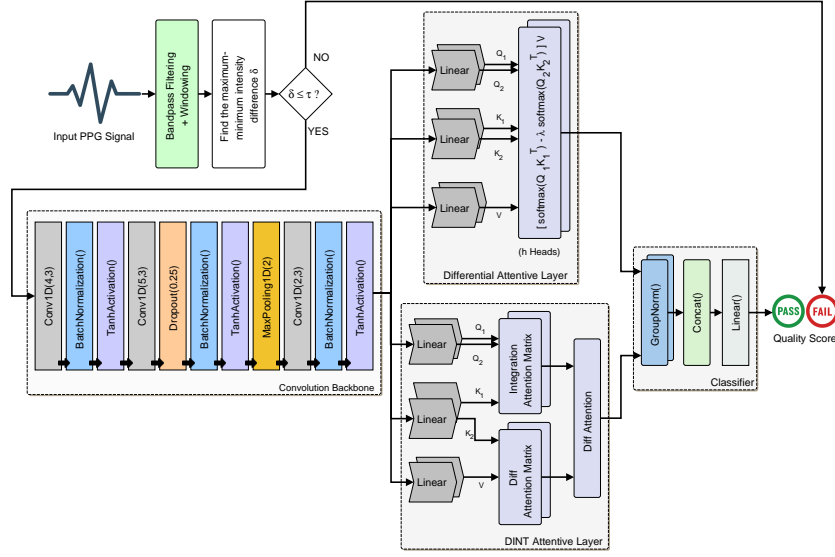 Input PPG Signal
Bandpass Filtering
+ Windowing
Find the maximum-
minimum intensity
difference δ
δ ≤ τ ?
NO
YES
Conv1D(4,3)
BatchNormalization()
TanhActivation()
Conv1D(5,3)
Dropout(0.25)
BatchNormalization()
TanhActivation()
MaxPooling1D(2)
Conv1D(2,3)
BatchNormalization()
TanhActivation()
Convolution Backbone
Linear
Q1
Q2
Linear
K1
K2
Linear
V
[ softmax(Q1K1^T) - λ softmax(Q2K2^T) ] V
(h Heads)
Differential Attentive Layer
Linear
Q1
Q2
Linear
K1
K2
Linear
V
Integration
Attention Matrix
Diff
Attention Matrix
Diff Attention
DINT Attentive Layer
GroupNorm()
Concat()
Linear()
Classifier
PASS
FAIL
Quality Score